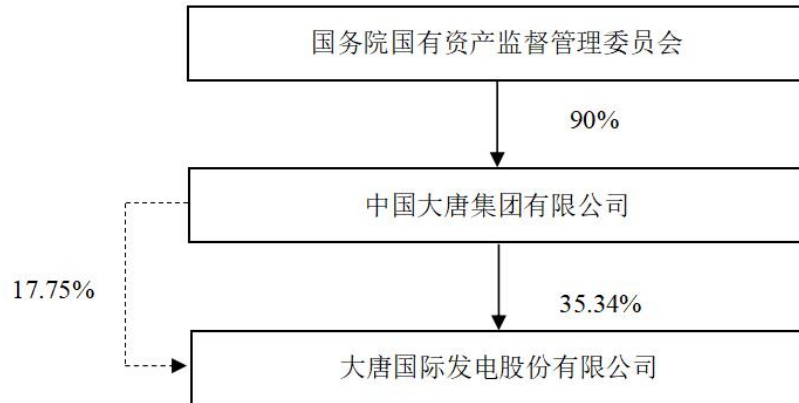 国务院国有资产监督管理委员会
90%
中国大唐集团有限公司
17.75%
35.34%
大唐国际发电股份有限公司